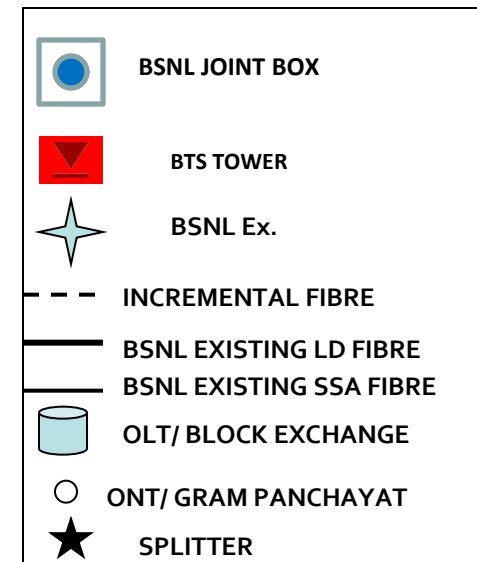 BSNL JOINT BOX
BTS TOWER
BSNL Ex.
INCREMENTAL FIBRE
BSNL EXISTING LD FIBRE
BSNL EXISTING SSA FIBRE
OLT/ BLOCK EXCHANGE
ONT/ GRAM PANCHAYAT
SPLITTER